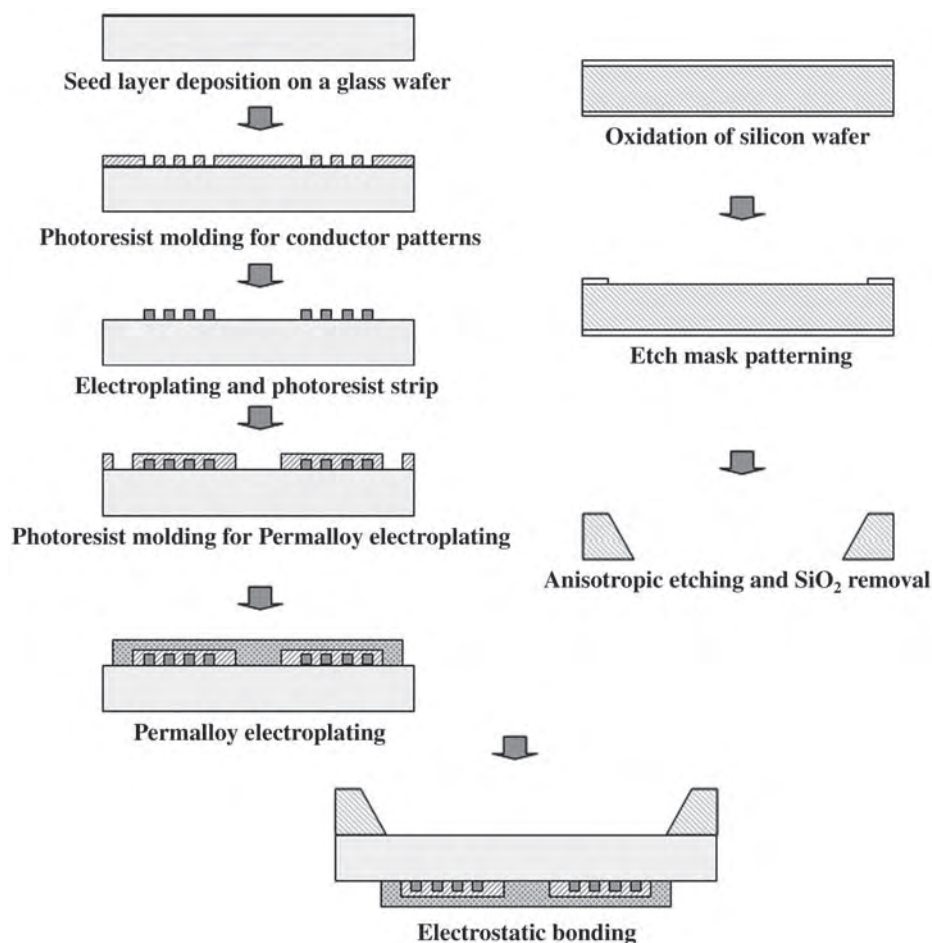 Seed layer deposition on a glass wafer
Photoresist molding for conductor patterns
Electroplating and photoresist strip
Photoresist molding for Permalloy electroplating
Permalloy electroplating
Oxidation of silicon wafer
Etch mask patterning
Anisotropic etching and SiO₂ removal
Electrostatic bonding